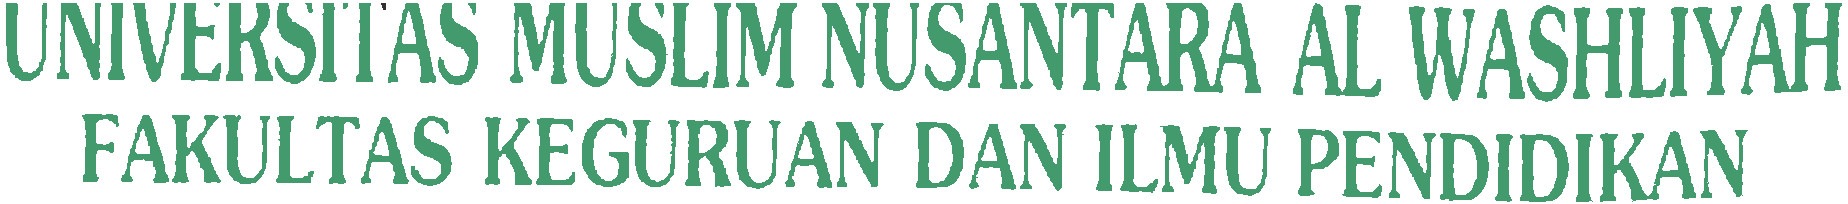 UNIVERSITAS MUSLIM NUSANTARA AL WASHLIYAH
FAKULTAS KEGURUAN DAN ILMU PENDIDIKAN